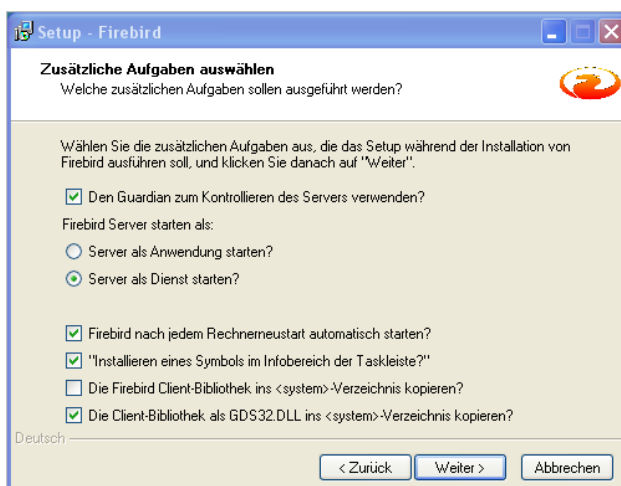 Setup - Firebird
Zusätzliche Aufgaben auswählen
Welche zusätzlichen Aufgaben sollen ausgeführt werden?
Wählen Sie die zusätzlichen Aufgaben aus, die das Setup während der Installation von
Firebird ausführen soll, und klicken Sie danach auf "Weiter".
Den Guardian zum Kontrollieren des Servers verwenden?
Firebird Server starten als:
Server als Anwendung starten?
Server als Dienst starten?
Firebird nach jedem Rechnerneustart automatisch starten?
"Installieren eines Symbols im Infobereich der Taskleiste?"
Die Firebird Client-Bibliothek ins <system>-Verzeichnis kopieren?
Die Client-Bibliothek als GDS32.DLL ins <system>-Verzeichnis kopieren?
Deutsch
< Zurück
Weiter >
Abbrechen